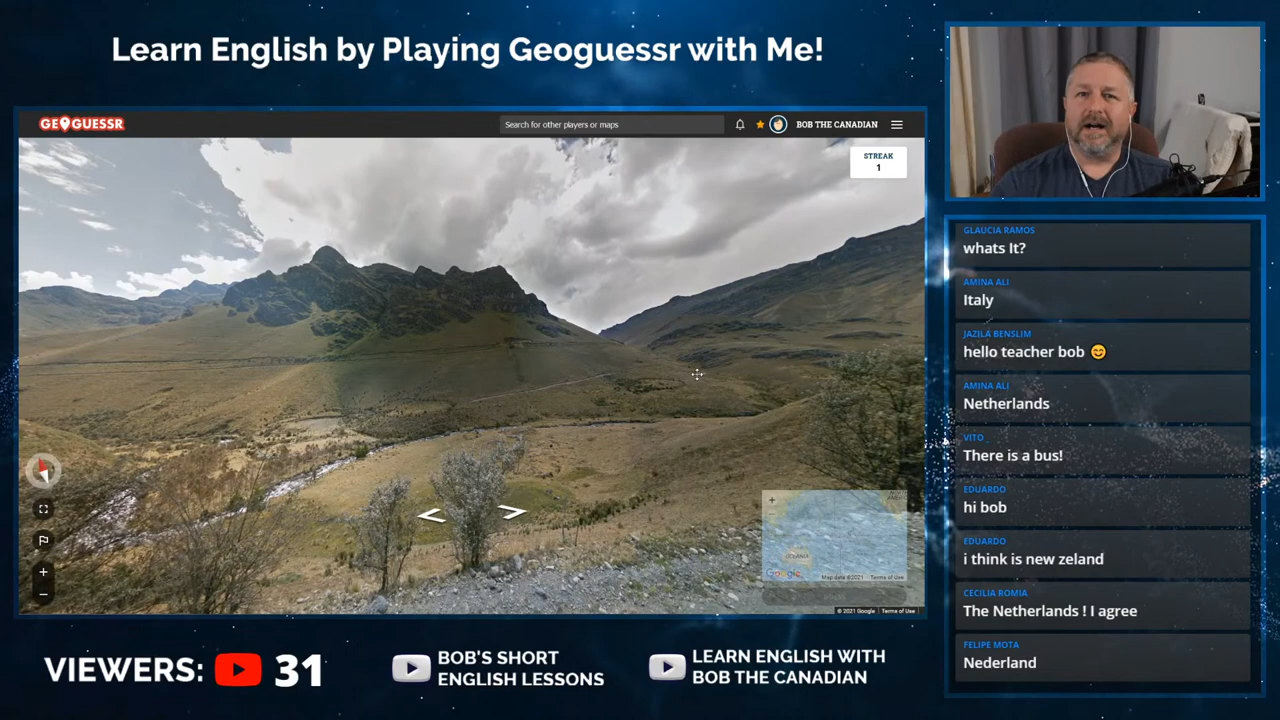 Learn English by Playing Geoguessr with Me!
GEOGUESSR
Search for other players or maps
BOB THE CANADIAN
STREAK
1
GLAUCIA RAMOS
whats It?
AMINA ALI
Italy
JAZILA BENSLIM
hello teacher bob 😊
AMINA ALI
Netherlands
VITO
There is a bus!
EDUARDO
hi bob
EDUARDO
i think is new zeland
CECILIA ROMIA
The Netherlands ! I agree
FELIPE MOTA
Nederland
OCEANIA
Google
Map data ©2021
Terms of Use
© 2021 Google
Terms of Use
VIEWERS: 31
BOB'S SHORT
ENGLISH LESSONS
LEARN ENGLISH WITH
BOB THE CANADIAN